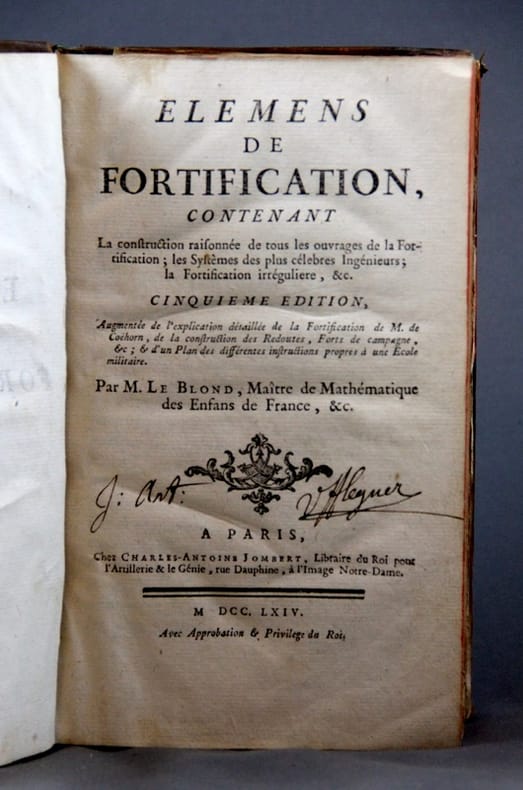 ELEMENS
DE
FORTIFICATION,
CONTENANT
La conſtruction raiſonnée de tous les ouvrages de la For-
tification ; les Syſtêmes des plus célebres Ingénieurs ;
la Fortification irréguliere, &c.
CINQUIEME EDITION,
Augmentée de l'explication détaillée de la Fortification de M. de
Coehorn, de la conſtruction des Redoutes, Forts de campagne,
&c ; & d'un Plan des différentes inſtructions propres à une Ecole
militaire.
Par M. LE BLOND, Maître de Mathématique
des Enfans de France, &c.
J: Ant:
A PARIS,
Chez CHARLES-ANTOINE JOMBERT, Libraire du Roi pour
l'Artillerie & le Génie, rue Dauphine, à l'Image Notre-Dame.
M DCC. LXIV.
Avec Approbation & Privilege du Roi.